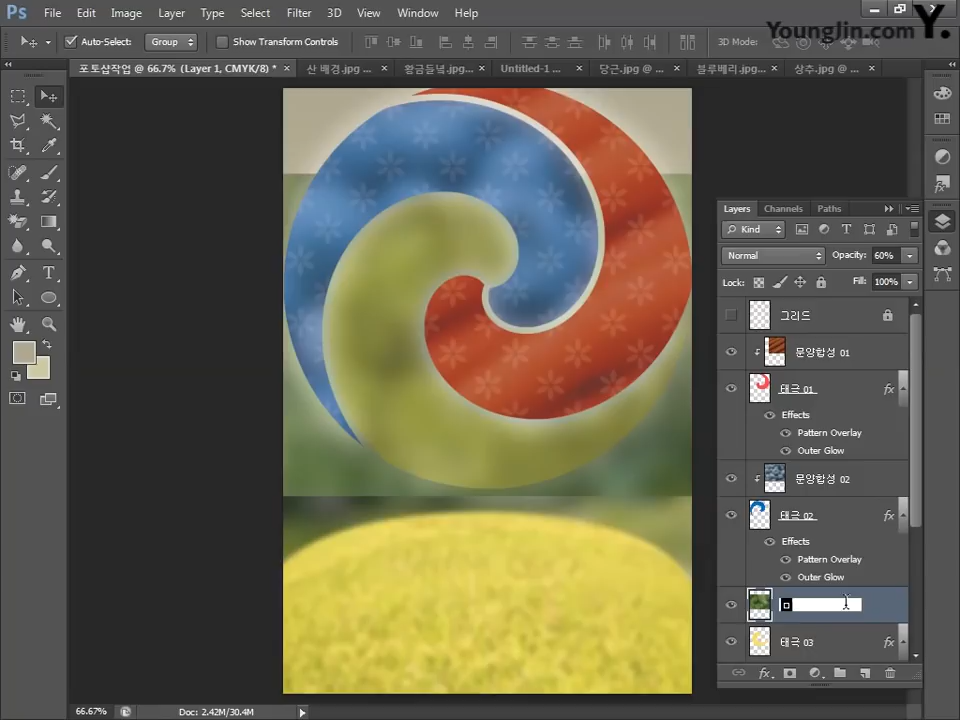 Ps File Edit Image Layer Type Select Filter 3D View Window Help
YoungJin.com Y.
Auto-Select: Group Show Transform Controls 3D Mode:
포토샵작업 @ 66.7% (Layer 1, CMYK/8) * × 산 배경.jpg ... × 황금들녘.jpg... × Untitled-1 ... × 당근.jpg @ ... × 블루베리.jpg ... × 상추.jpg @ ... ×
Layers Channels Paths
Kind
Normal Opacity: 60%
Lock: Fill: 100%
그리드
문양합성 01
태극 01 fx
Effects
Pattern Overlay
Outer Glow
문양합성 02
태극 02 fx
Effects
Pattern Overlay
Outer Glow
ㅁ
태극 03 fx
66.67% Doc: 2.42M/30.4M